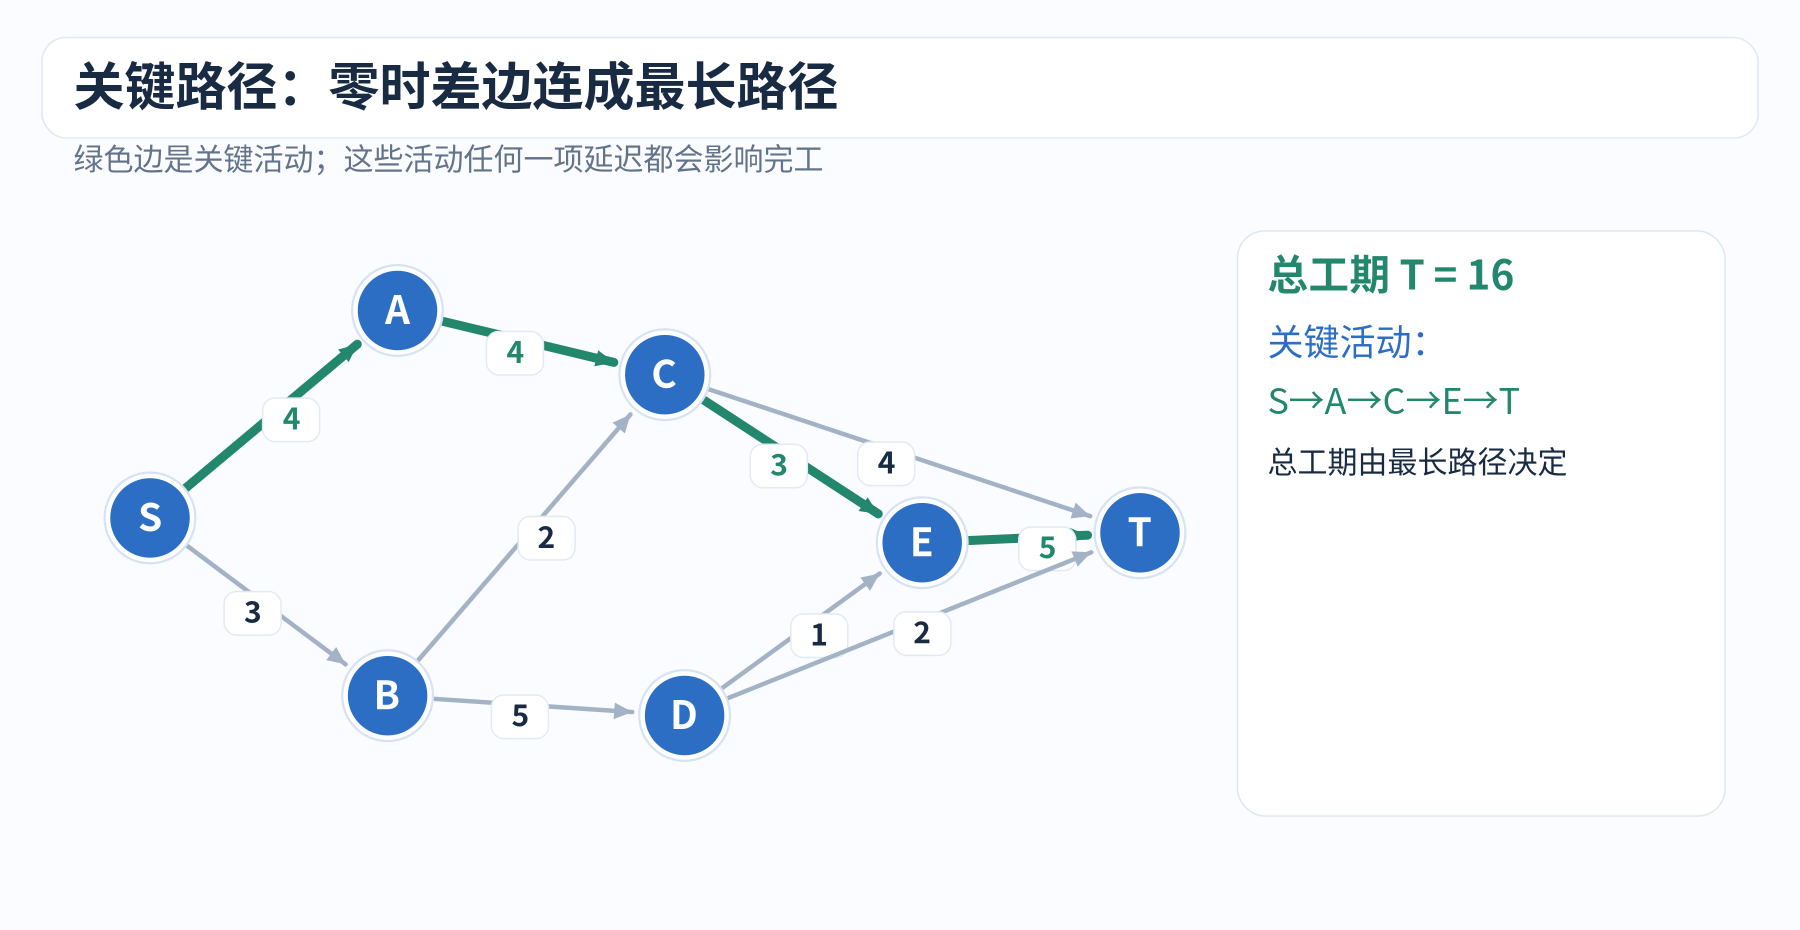 关键路径：零时差边连成最长路径
绿色边是关键活动；这些活动任何一项延迟都会影响完工
A
4
C
4
S
3
4
2
E
5
T
3
1
2
B
5
D
总工期 T = 16
关键活动：
S→A→C→E→T
总工期由最长路径决定